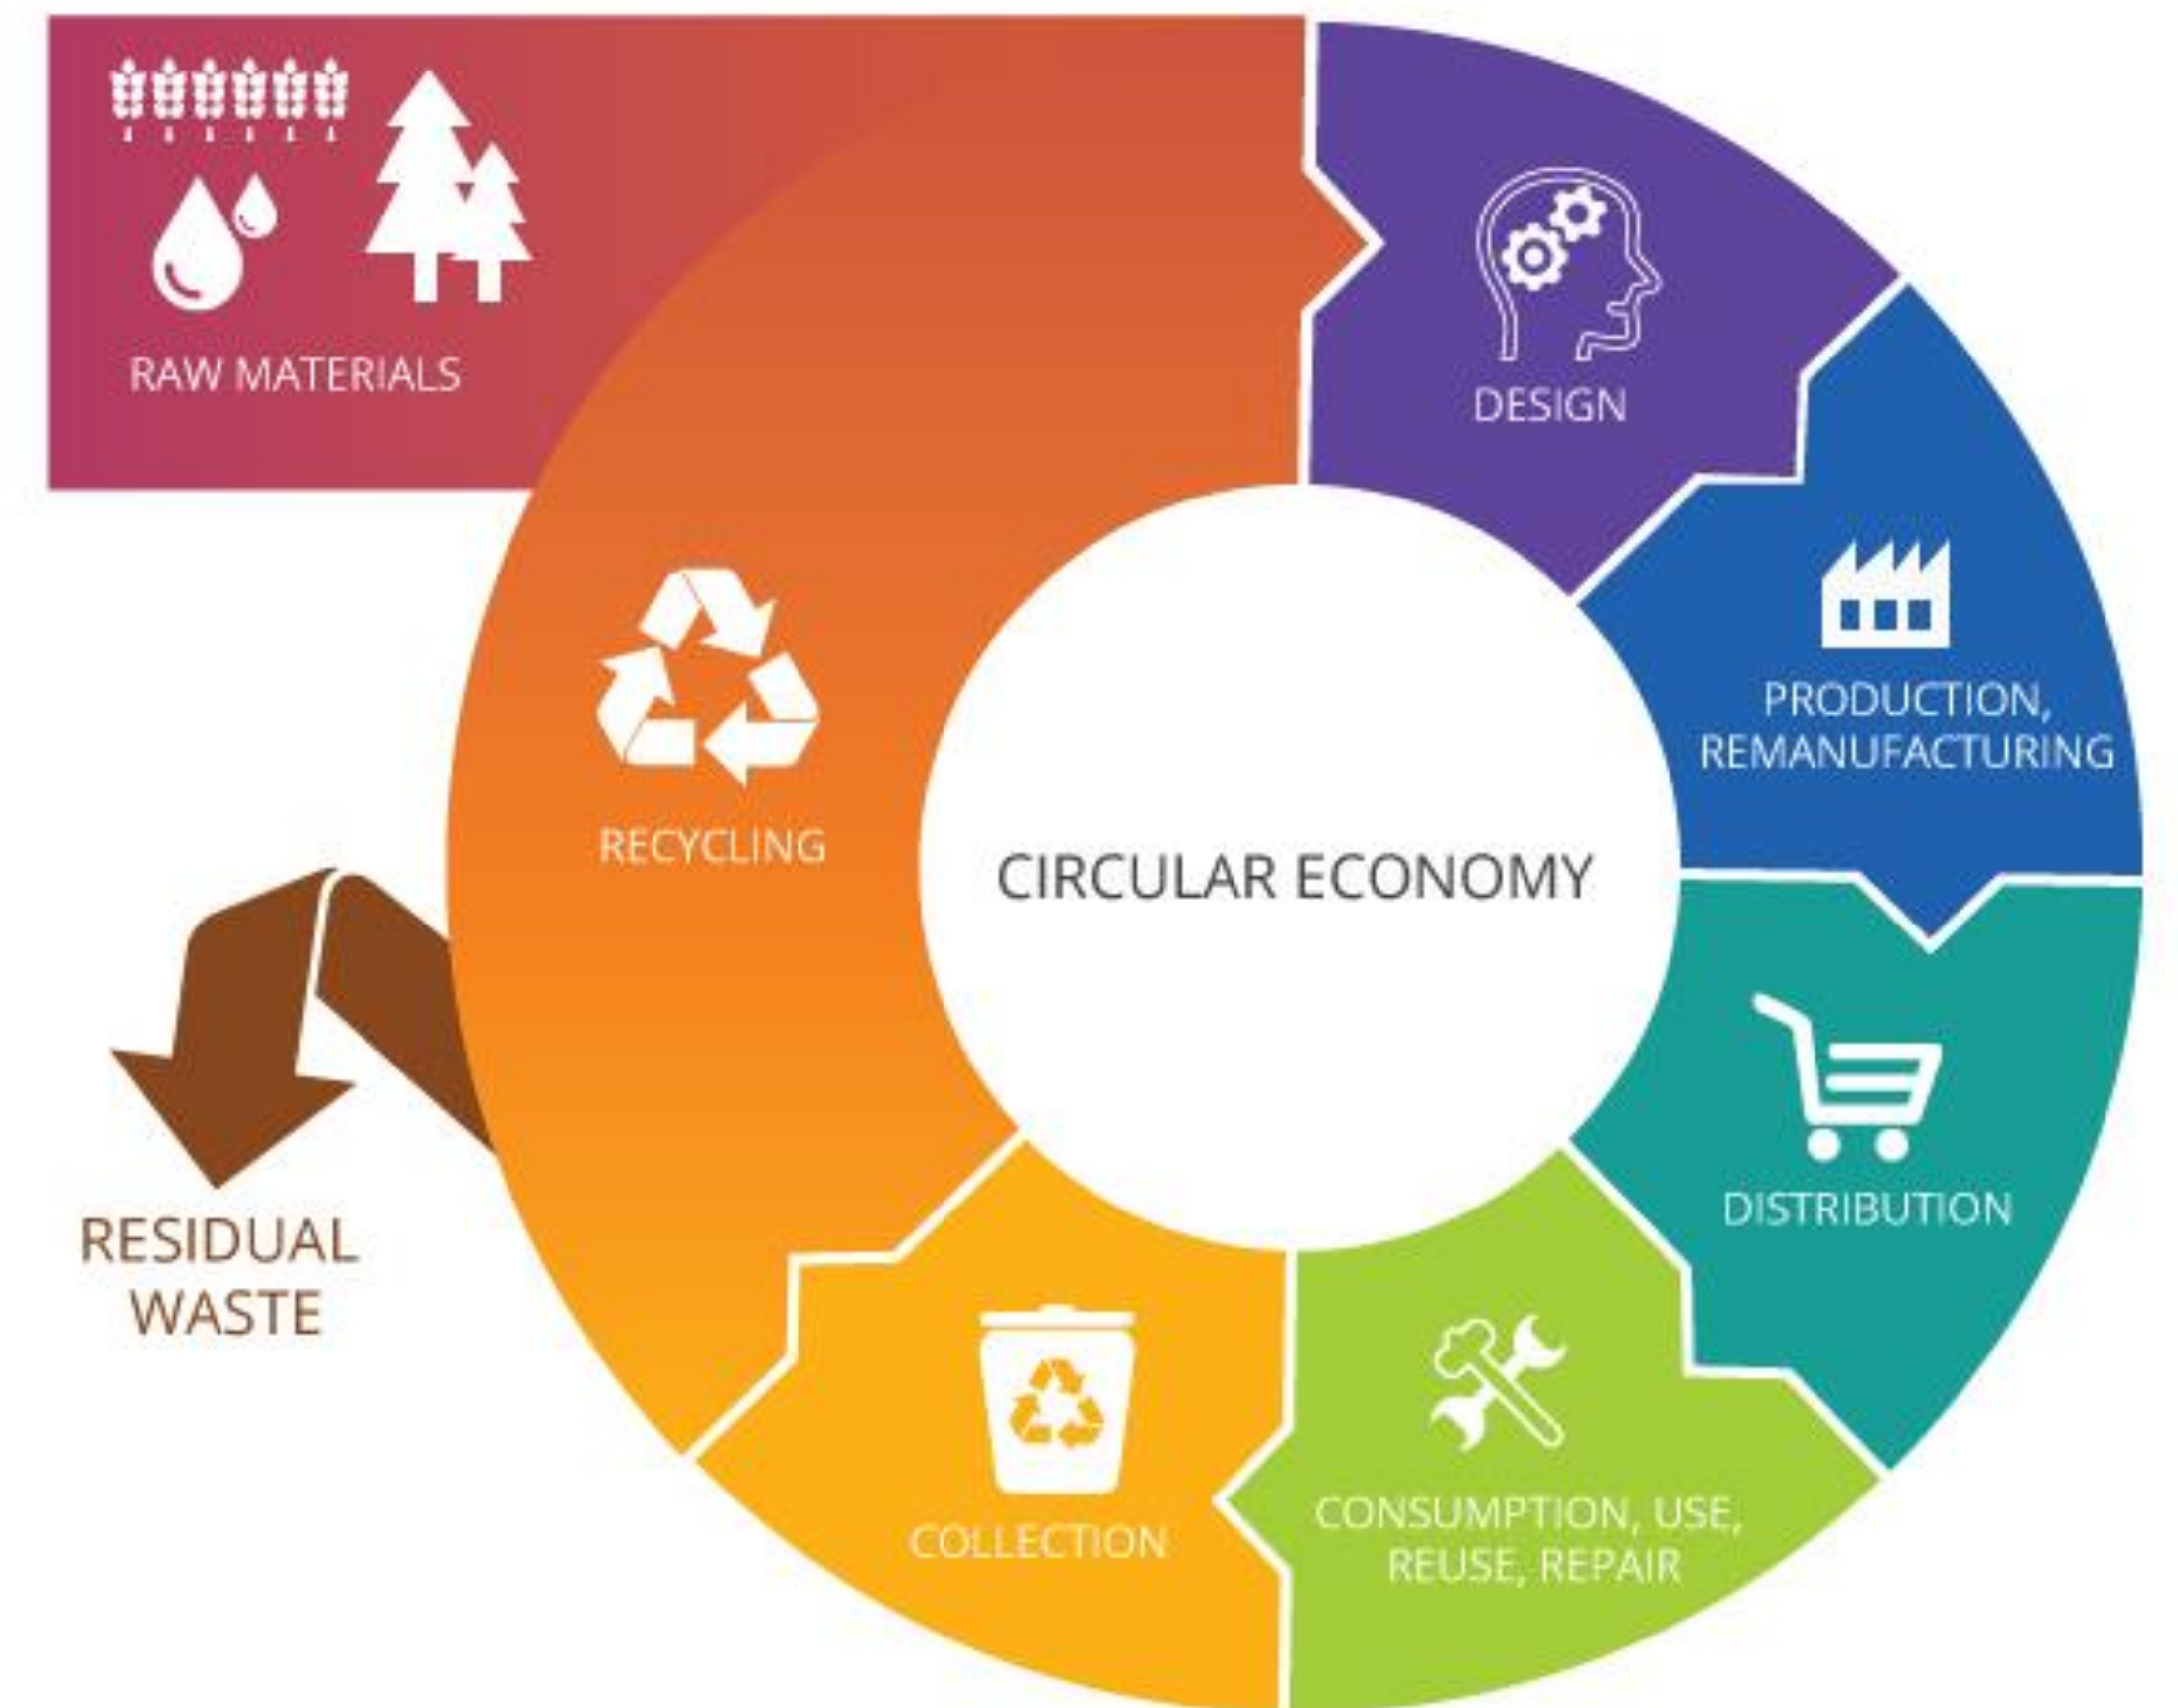 RAW MATERIALS
DESIGN
PRODUCTION,
REMANUFACTURING
RECYCLING
CIRCULAR ECONOMY
DISTRIBUTION
RESIDUAL
WASTE
CONSUMPTION, USE,
REUSE, REPAIR
COLLECTION